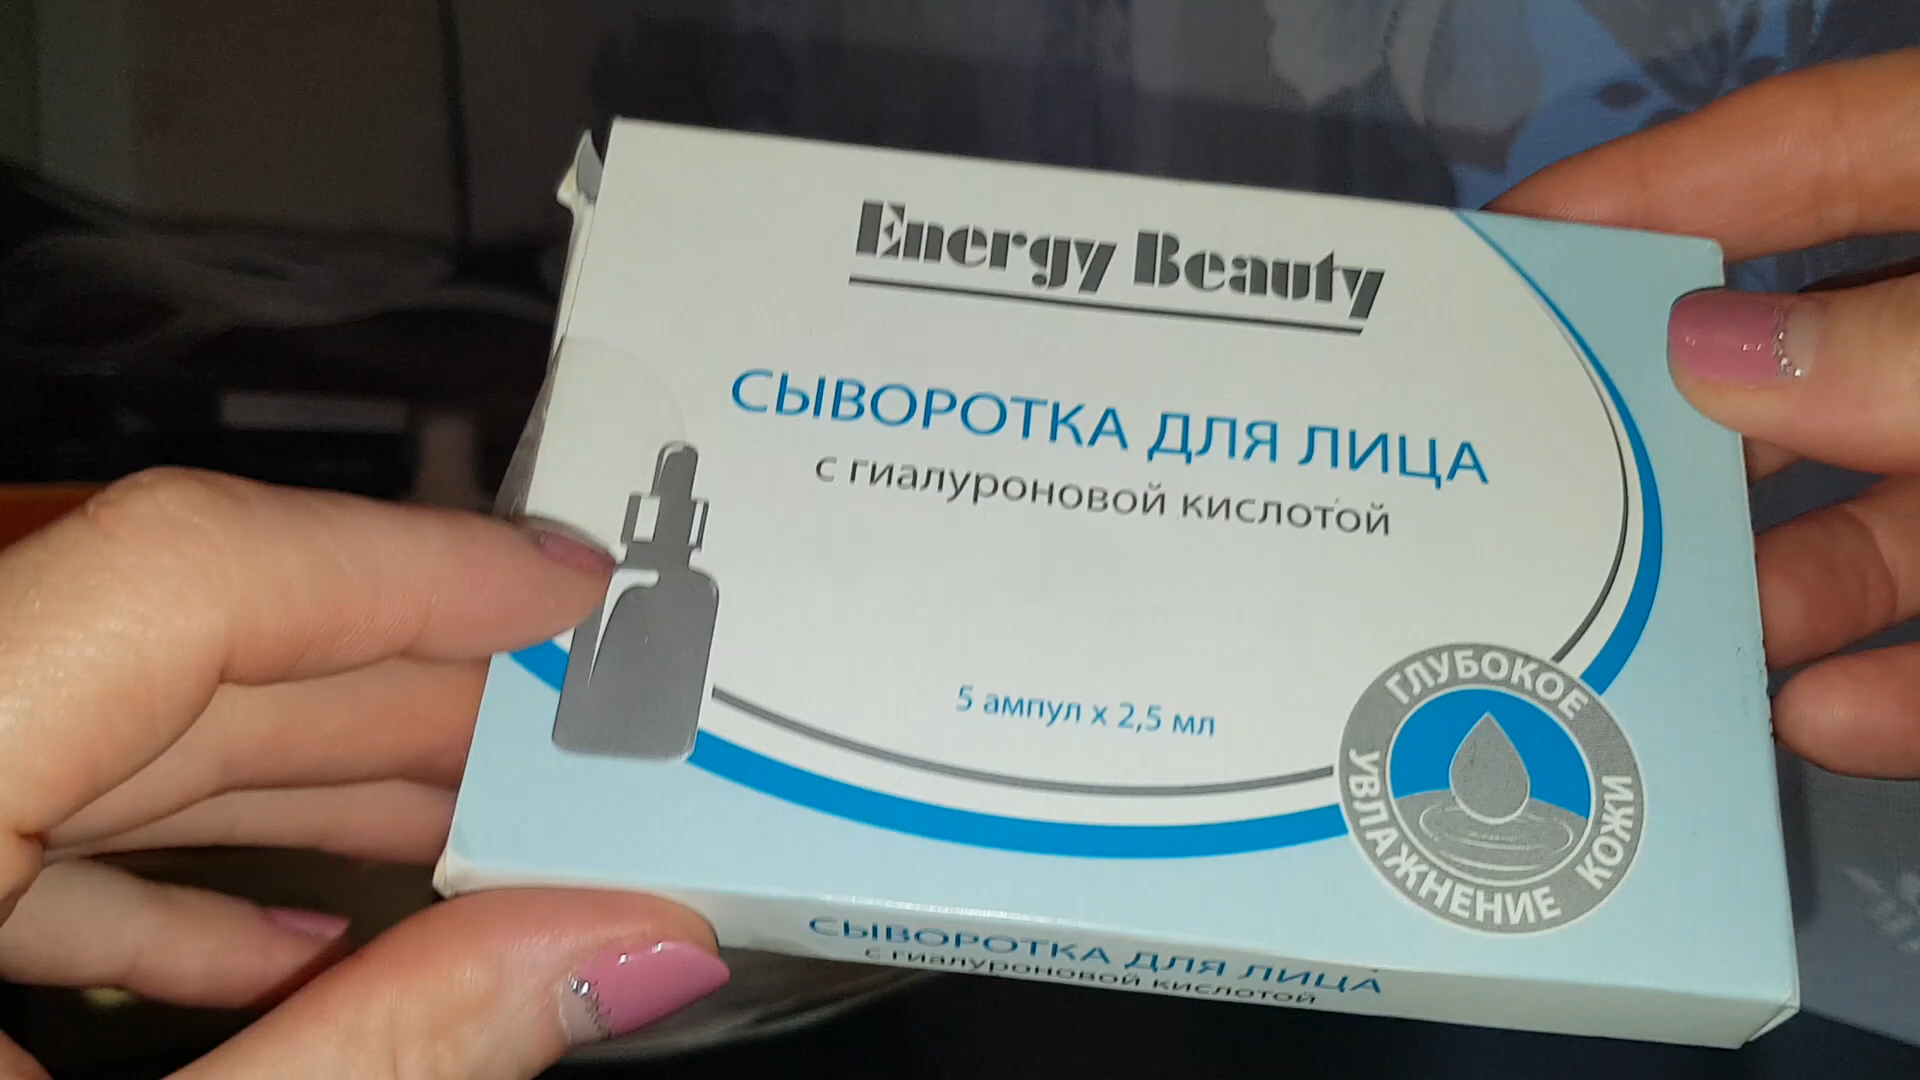 Energy Beauty
СЫВОРОТКА ДЛЯ ЛИЦА
с гиалуроновой кислотой
5 ампул х 2,5 мл
ГЛУБОКОЕ
УВЛАЖНЕНИЕ КОЖИ
СЫВОРОТКА ДЛЯ ЛИЦА
с гиалуроновой кислотой